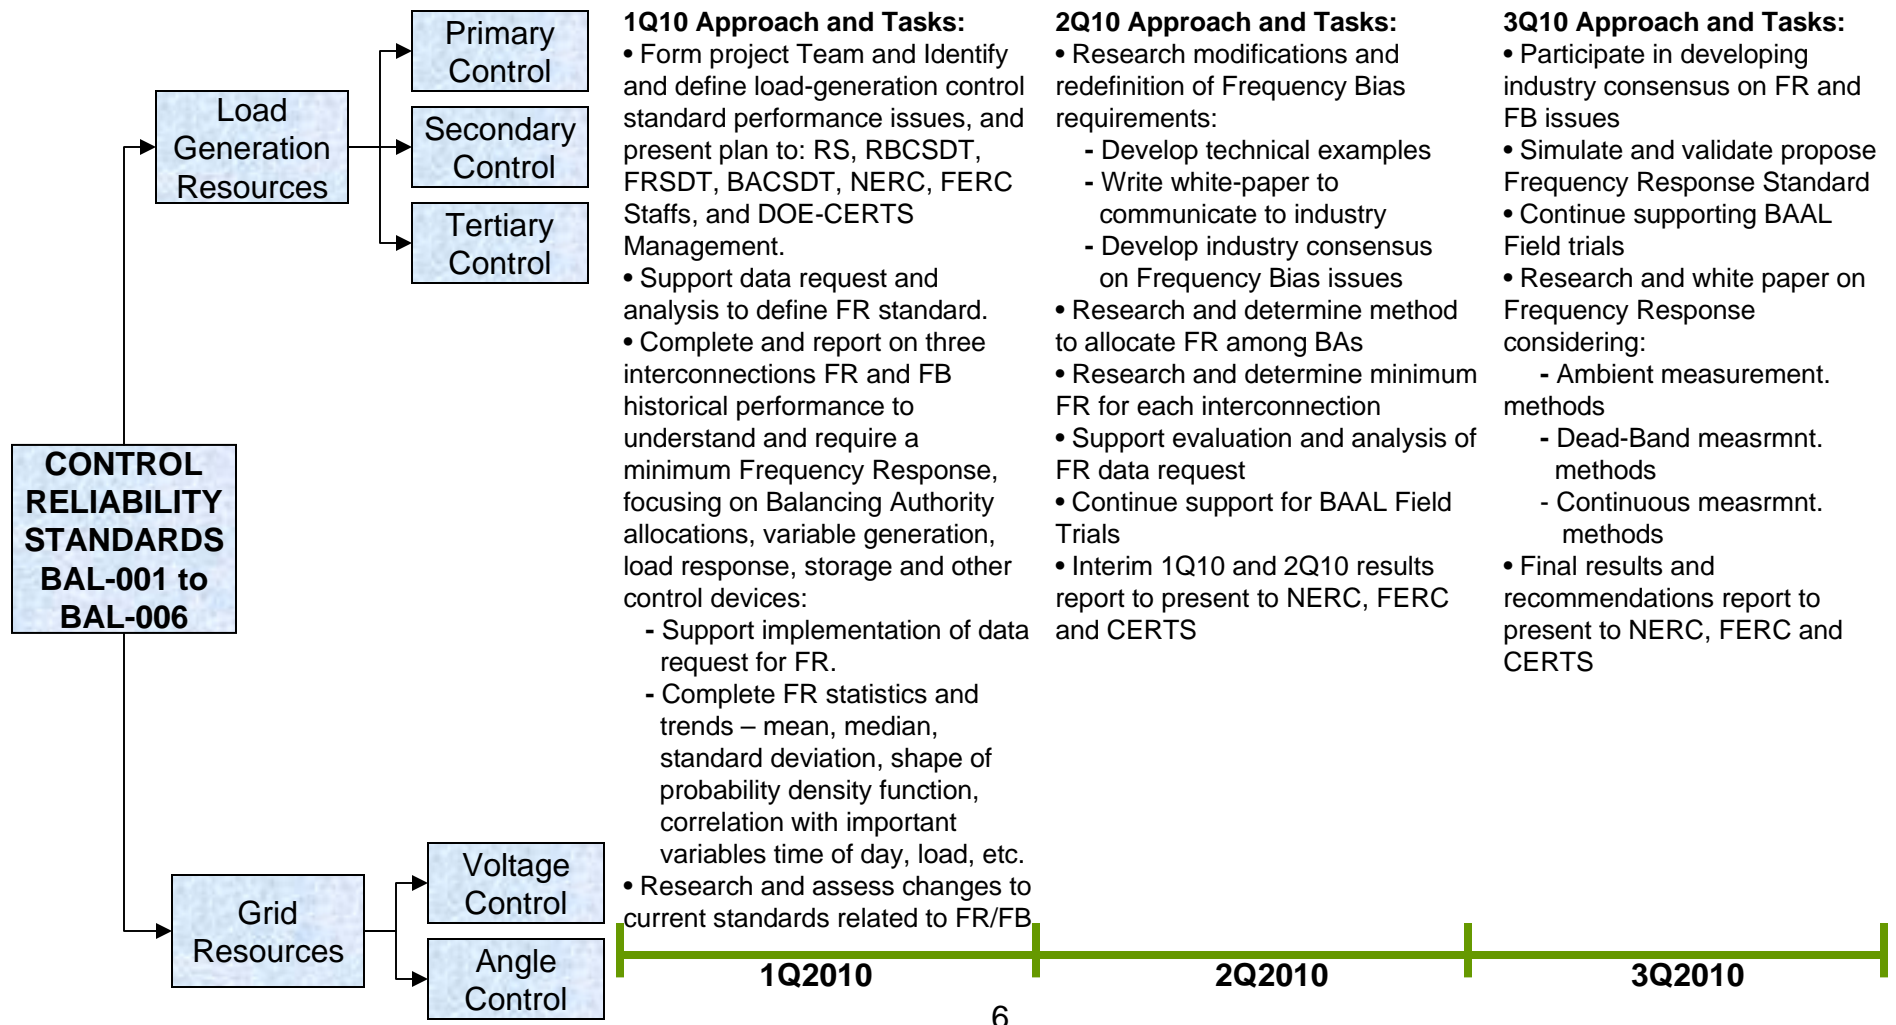 Primary
Control
Load
Generation
Resources
Secondary
Control
Tertiary
Control
CONTROL
RELIABILITY
STANDARDS
BAL-001 to
BAL-006
Grid
Resources
Voltage
Control
Angle
Control
1Q10 Approach and Tasks:
• Form project Team and Identify
and define load-generation control
standard performance issues, and
present plan to: RS, RBCSDT,
FRSDT, BACSDT, NERC, FERC
Staffs, and DOE-CERTS
Management.
• Support data request and
analysis to define FR standard.
• Complete and report on three
interconnections FR and FB
historical performance to
understand and require a
minimum Frequency Response,
focusing on Balancing Authority
allocations, variable generation,
load response, storage and other
control devices:
- Support implementation of data
request for FR.
- Complete FR statistics and
trends – mean, median,
standard deviation, shape of
probability density function,
correlation with important
variables time of day, load, etc.
• Research and assess changes to
current standards related to FR/FB
2Q10 Approach and Tasks:
• Research modifications and
redefinition of Frequency Bias
requirements:
- Develop technical examples
- Write white-paper to
communicate to industry
- Develop industry consensus
on Frequency Bias issues
• Research and determine method
to allocate FR among BAs
• Research and determine minimum
FR for each interconnection
• Support evaluation and analysis of
FR data request
• Continue support for BAAL Field
Trials
• Interim 1Q10 and 2Q10 results
report to present to NERC, FERC
and CERTS
3Q10 Approach and Tasks:
• Participate in developing
industry consensus on FR and
FB issues
• Simulate and validate propose
Frequency Response Standard
• Continue supporting BAAL
Field trials
• Research and white paper on
Frequency Response
considering:
- Ambient measurement.
methods
- Dead-Band measrmnt.
methods
- Continuous measrmnt.
methods
• Final results and
recommendations report to
present to NERC, FERC and
CERTS
1Q2010
2Q2010
3Q2010
6